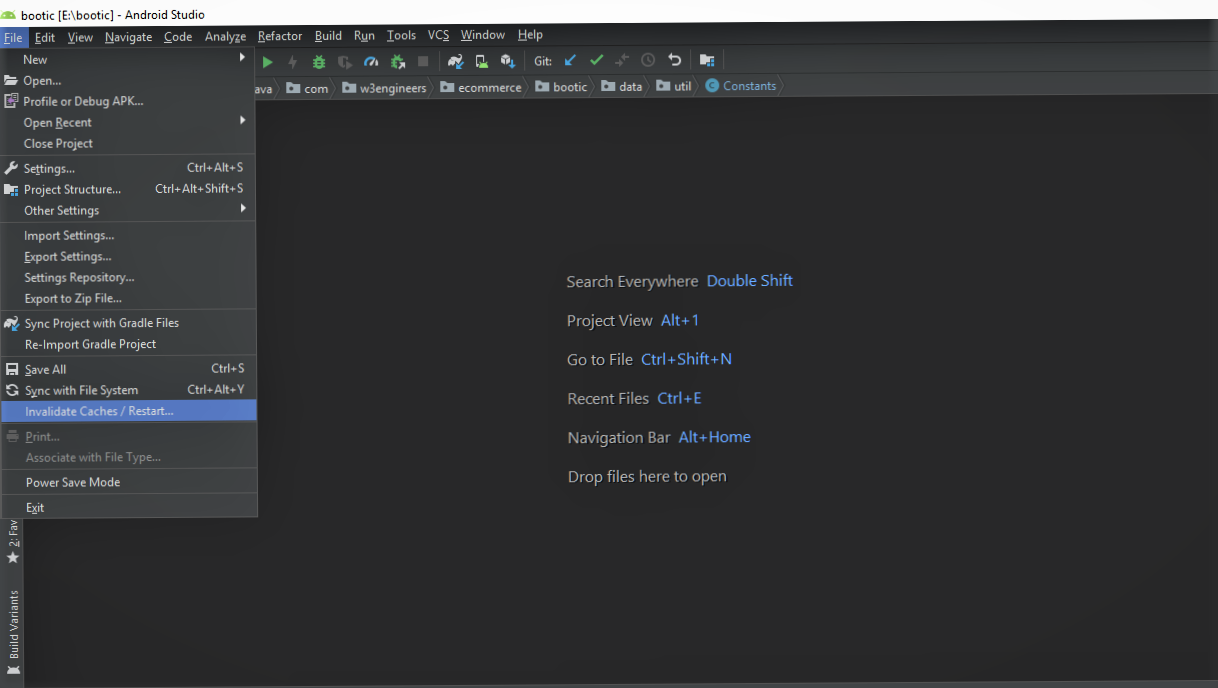 bootic [E:\bootic] - Android Studio
File Edit View Navigate Code Analyze Refactor Build Run Tools VCS Window Help
Git:
ava com w3engineers ecommerce bootic data util C Constants
New
Open...
Profile or Debug APK...
Open Recent
Close Project
Settings... Ctrl+Alt+S
Project Structure... Ctrl+Alt+Shift+S
Other Settings
Import Settings...
Export Settings...
Settings Repository...
Export to Zip File...
Sync Project with Gradle Files
Re-Import Gradle Project
Save All Ctrl+S
Sync with File System Ctrl+Alt+Y
Invalidate Caches / Restart...
Print...
Associate with File Type...
Power Save Mode
Exit
Search Everywhere Double Shift
Project View Alt+1
Go to File Ctrl+Shift+N
Recent Files Ctrl+E
Navigation Bar Alt+Home
Drop files here to open
2: Fav
Build Variants